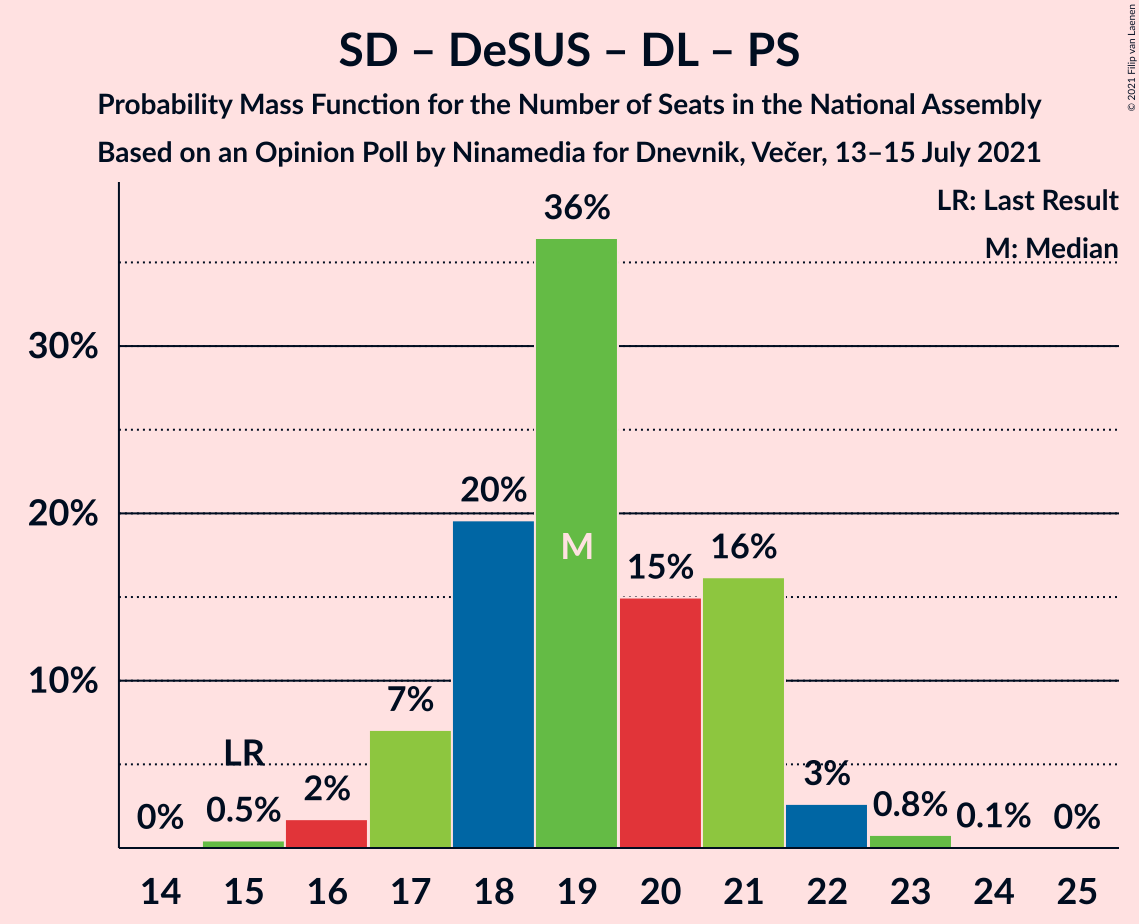 SD – DeSUS – DL – PS
Probability Mass Function for the Number of Seats in the National Assembly
Based on an Opinion Poll by Ninamedia for Dnevnik, Večer, 13–15 July 2021
© 2021 Filip van Laenen
LR: Last Result
M: Median
30%
20%
10%
0%
LR
0.5%
2%
7%
20%
36%
M
15%
16%
3%
0.8%
0.1%
0%
14 15 16 17 18 19 20 21 22 23 24 25